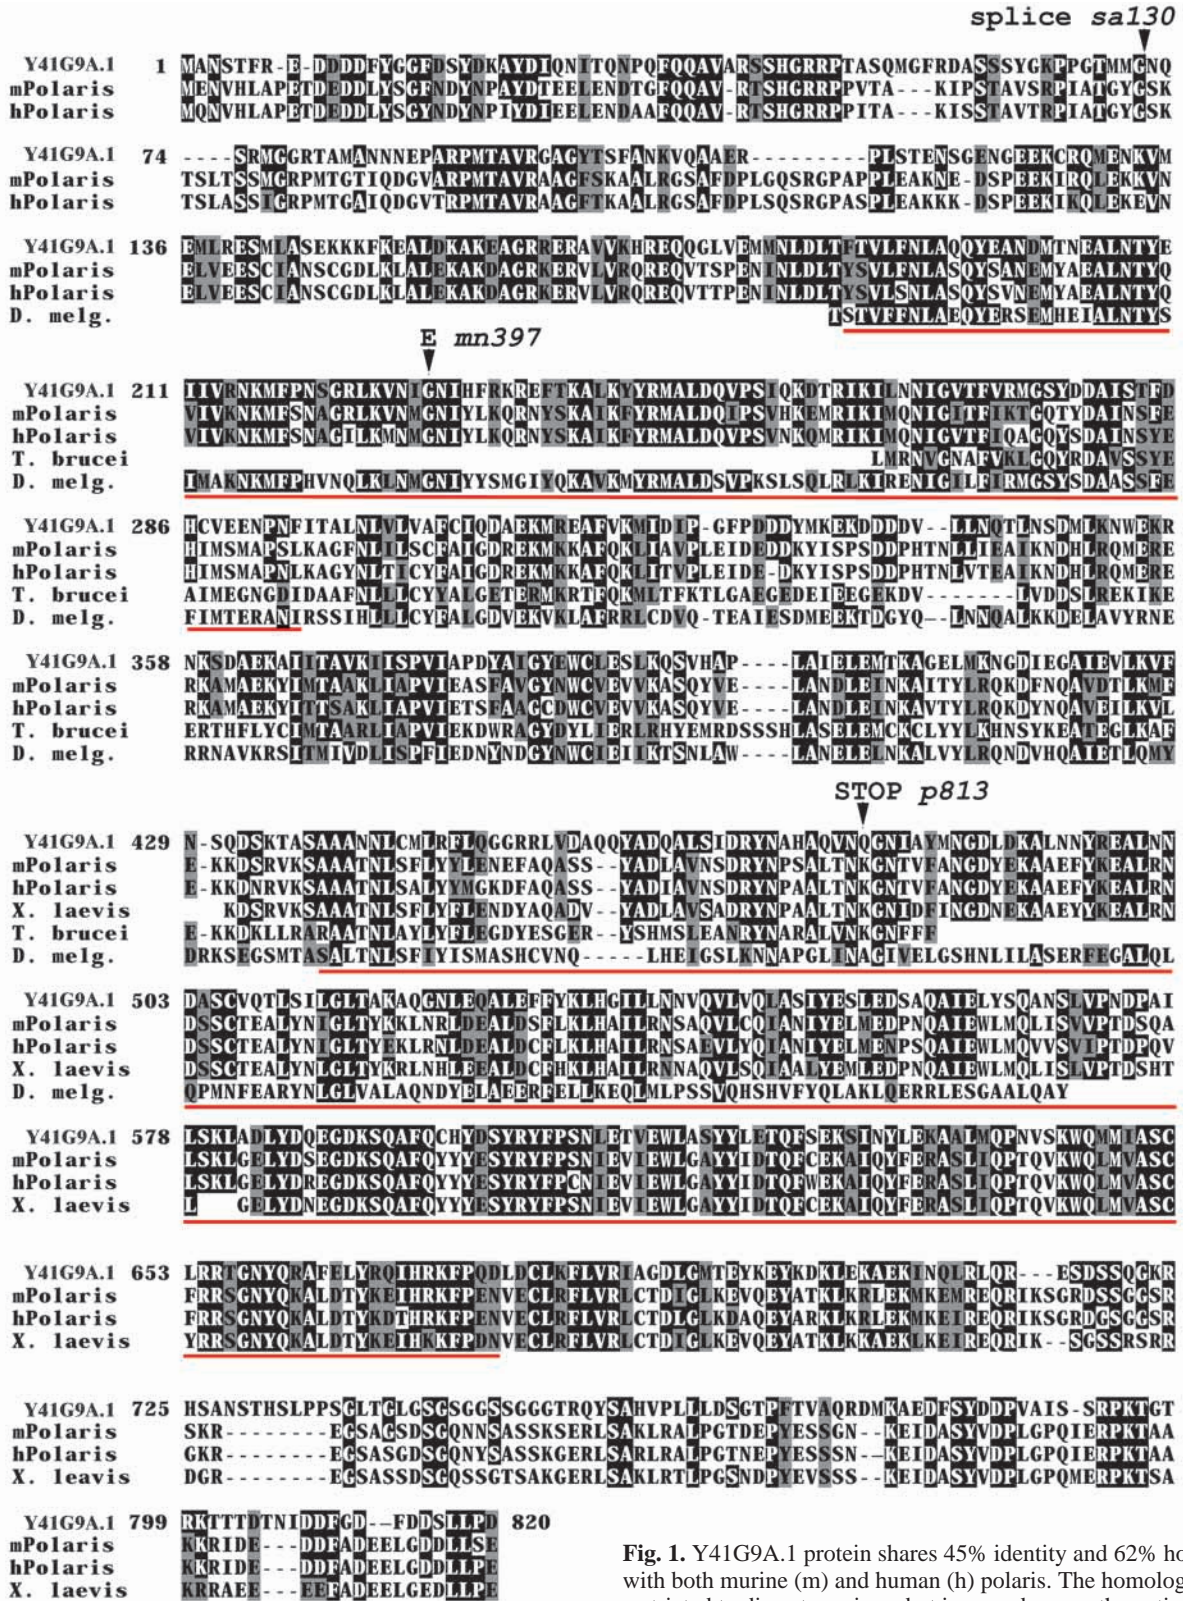 splice sa130
Y41G9A.1 1 MANSTFR-E-DDDDDFYGGFDSYDKAYDIQNITQNPQFQQAVARSSHGRRPTASQMGFRDASSSYGKPPGTMMGNQ
mPolaris MENVHLAPETDEDDLYSGFNDYNPAYDTEELENDTGFQQAV-RTSHGRRPPVTA---KIPSTAVSRPIATGYGSK
hPolaris MQNVHLAPETDEDDLYSGYNDYNPIYDIEELENDAAFQQAV-RTSHGRRPPITA---KISSTAVTRPIATGYGSK
Y41G9A.1 74 ----SRMGGRTAMANNNEPARPMTAVRGAGYTSFANKVQAAER---------PLSTENSGENGEEKCRQMENKVM
mPolaris TSLTSSMGRPMTGTIQDGVARPMTAVRAAGFSKAALRGSAFDPLGQSRGPAPPLEAKNE-DSPEEKIRQLEKKVN
hPolaris TSLASSIGRPMTGAIQDGVTRPMTAVRAAGFTKAALRGSAFDPLSQSRGPASPLEAKKK-DSPEEKIKQLEKEVN
Y41G9A.1 136 EMLRESMLASEKKKFKEALDKAKEAGRRERAVVKHREQQGLVEMMNLDLTFTVLFNLAQQYEANDMTNEALNTYE
mPolaris ELVEESCIANSCGDLKLALEKAKDAGRKERVLVRQREQVTSPENINLDLTYSVLFNLASQYSANEMYAEALNTYQ
hPolaris ELVEESCIANSCGDLKLALEKAKDAGRKERVLVRQREQVTTPENINLDLTYSVLSNLASQYSVNEMYAEALNTYQ
D. melg. TSTVFFNLAEQYERSEMHEIALNTYS
E mn397
Y41G9A.1 211 IIVRNKMFPNSGRLKVNIGNIHFRKREFTKALKYYRMALDQVPSIQKDTRIKILNNIGVTFVRMGSYDDAISTFD
mPolaris VIVKNKMFSNAGRLKVNMGNIYLKQRNYSKAIKFYRMALDQIPSVHKEMRIKIMQNIGITFIKTGQTYDAINSFE
hPolaris VIVKNKMFSNAGILKMNMGNIYLKQRNYSKAIKFYRMALDQVPSVNKQMRIKIMQNIGVTFIQAGQYSDAINSYE
T. brucei LMRNVGNAFVKLGQYRDAVSSYE
D. melg. IMAKNKMFPHVNQLKLNMGNIYYSMGIYQKAVKMYRMALDSVPKSLSQLRLKIRENIGILFIRMGSYSDAASSFE
Y41G9A.1 286 HCVEENPNFITALNLVLVAFCIQDAEKMREAFVKMIDIP-GFPDDDYMKEKDDDDV--LLNQTLNSDMLKNWEKR
mPolaris HIMSMAPSLKAGFNLILSCFAIGDREKMKKAFQKLIAVPLEIDEDDKYISPSDDPHTNLLIEAIKNDHLRQMERE
hPolaris HIMSMAPNLKAGYNLTICYFAIGDREKMKKAFQKLITVPLEIDE-DKYISPSDDPHTNLVTEAIKNDHLRQMERE
T. brucei AIMEGNGDIDAAFNLLLCYYALGETERMKRTFQKMLTFKTLGAEGEDEIEEGEKDV-------LVDDSLREKIKE
D. melg. FIMTERANIRSSIHLLLCYFALGDVEKVKLAFRRLCDVQ-TEAIESDMEEKTDGYQ--LNNQALKKDELAVYRNE
Y41G9A.1 358 NKSDAEKAIITAVKIISPVIAPDYAIGYEWCLESLKQSVHAP----LAIELEMTKAGELMKNGDIEGAIEVLKVF
mPolaris RKAMAEKYIMTAAKLIAPVIEASFAVGYNWCVEVVKASQYVE----LANDLEINKAITYLRQKDFNQAVDTLKMF
hPolaris RKAMAEKYITTSAKLIAPVIETSFAAGCDWCVEVVKASQYVE----LANDLEINKAVTYLRQKDYNQAVEILKVL
T. brucei ERTHFLYCIMTAARLIAPVIEKDWRAGYDYLIERLRHYEMRDSSSHLASELEMCKCLYYLKHNSYKEATEGLKAF
D. melg. RRNAVKRSITMIVDLISPFIEDNYNDGYNWCIEIIKTSNLAW----LANELELNKALVYLRQNDVHQAIETLQMY
STOP p813
Y41G9A.1 429 N-SQDSKTASAAANNLCMLRFLQGGRRLVDAQQYADQALSIDRYNAHAQVNQGNIAYMNGDLDKALNNYREALNN
mPolaris E-KKDSRVKSAAATNLSFLYYLENEFAQASS--YADLAVNSDRYNPSALTNKGNTVFANGDYEKAAEFYKEALRN
hPolaris E-KKDNRVKSAAATNLSALYYMGKDFAQASS--YADIAVNSDRYNPAALTNKGNTVFANGDYEKAAEFYKEALRN
X. laevis KDSRVKSAAATNLSFLYFLENDYAQADV--YADLAVSADRYNPAALTNKGNIDFINGDNEKAAEYYKEALRN
T. brucei E-KKDKLLRARAATNLAYLYFLEGDYESGER--YSHMSLEANRYNARALVNKGNFFF
D. melg. DRKSEGSMTASALTNLSFIYISMASHCVNQ-----LHEIGSLKNNAPGLINAGIVELGSHNLILASERFEGALQL
Y41G9A.1 503 DASCVQTLSILGLTAKAQGNLEQALEFFYKLHGILLNNVQVLVQLASIYESLEDSAQAIELYSQANSLVPNDPAI
mPolaris DSSCTEALYNIGLTYKKLNRLDEALDSFLKLHAILRNSAQVLCQIANIYELMEDPNQAIEWLMQLISVVPTDSQA
hPolaris DSSCTEALYNIGLTYEKLRNLDEALDCFLKLHAILRNSAEVLYQIANIYELMENPSQAIEWLMQVVSVIPTDPQV
X. laevis DSSCTEALYNLGLTYKRLNHLEEALDCFHKLHAILRNNAQVLSQIAALYEMLEDPNQAIEWLMQLISLVPTDSHT
D. melg. QPMNFEARYNLGLVALAQNDYELAEERFELLKEQLMLPSSVQHSHVFYQLAKLQERRLESGAALQAY
Y41G9A.1 578 LSKLADLYDQEGDKSQAFQCHYDSYRYFPSNLETVEWLASYYLETQFSEKSINYLEKAALMQPNVSKWQMMIASC
mPolaris LSKLGELYDSEGDKSQAFQYYYESYRYFPSNIEVIEWLGAYYIDTQFCEKAIQYFERASLIQPTQVKWQLMVASC
hPolaris LSKLGELYDREGDKSQAFQYYYESYRYFPCNIEVIEWLGAYYIDTQFWEKAIQYFERASLIQPTQVKWQLMVASC
X. laevis L GELYDNEGDKSQAFQYYYESYRYFPSNIEVIEWLGAYYIDTQFCEKAIQYFERASLIQPTQVKWQLMVASC
Y41G9A.1 653 LRRTGNYQRAFELYRQIHRKFPQDLDCLKFLVRIAGDLGMTEYKEYKDKLEKAEKINQLRLQR---ESDSSQGKR
mPolaris FRRSGNYQKALDTYKEIHRKFPENVECLRFLVRLCTDIGLKEVQEYATKLKRLEKMKEMREQRIKSGRDSSGGSR
hPolaris FRRSGNYQKALDTYKDTHRKFPENVECLRFLVRLCTDLGLKDAQEYARKLKRLEKMKEIREQRIKSGRDGSGGSR
X. laevis YRRSGNYQKALDTYKEIHKKFPDNVECLRFLVRLCTDIGLKEVQEYATKLKKAEKLKEIREQRIK--SGSSRSRR
Y41G9A.1 725 HSANSTHSLPPSGLTGLGSGSGGSSGGGTRQYSAHVPLLLDSGTPFTVAQRDMKAEDFSYDDPVAIS-SRPKTGT
mPolaris SKR-------EGSAGSDSGQNNSASSKSERLSAKLRALPGTDEPYESSGN--KEIDASYVDPLGPQIERPKTAA
hPolaris GKR-------EGSASGDSGQNYSASSKGERLSARLRALPGTNEPYESSSN--KEIDASYVDPLGPQIERPKTAA
X. leavis DGR-------EGSASSDSGQSSGTSAKGERLSAKLRTLPGSNDPYEVSSS--KEIDASYVDPLGPQMERPKTSA
Y41G9A.1 799 RKTTTDTNIDDFGD--FDDSLLPD 820
mPolaris KKRIDE---DDFADEELGDDLLSE
hPolaris KKRIDE---DDFADEELGDDLLPE
X. laevis KRRAEE---EEFADEELGEDLLPE
Fig. 1. Y41G9A.1 protein shares 45% identity and 62% ho
with both murine (m) and human (h) polaris. The homolog